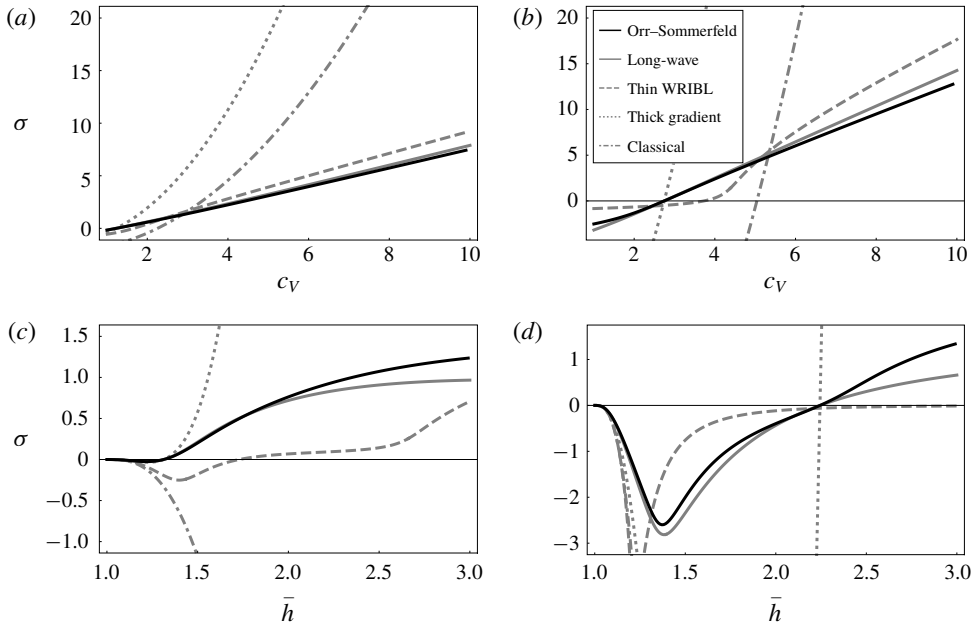 (a)
20
15
10
5
0
σ
2
4
6
8
10
c_V
(b)
20
15
10
5
0
Orr–Sommerfeld
Long-wave
Thin WRIBL
Thick gradient
Classical
2
4
6
8
10
c_V
(c)
1.5
1.0
0.5
0
−0.5
−1.0
σ
1.0
1.5
2.0
2.5
3.0
h̄
(d)
1
0
−1
−2
−3
1.0
1.5
2.0
2.5
3.0
h̄